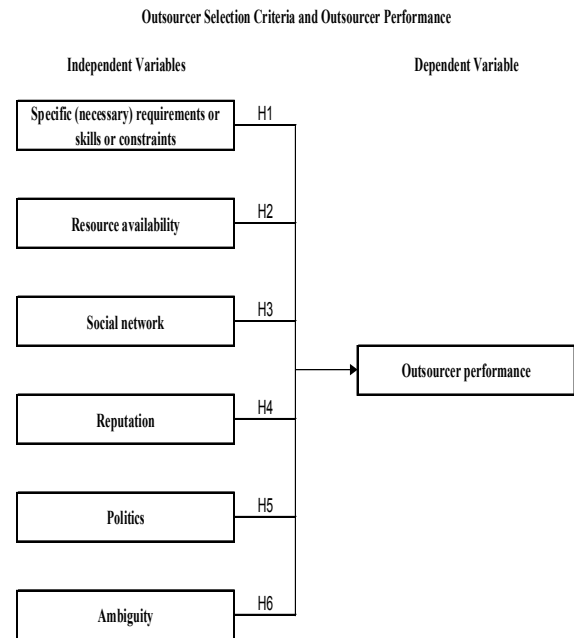 Outsourcer Selection Criteria and Outsourcer Performance
Independent Variables
Dependent Variable
Specific (necessary) requirements or
skills or constraints
H1
Resource availability
H2
Social network
H3
Outsourcer performance
Reputation
H4
Politics
H5
Ambiguity
H6